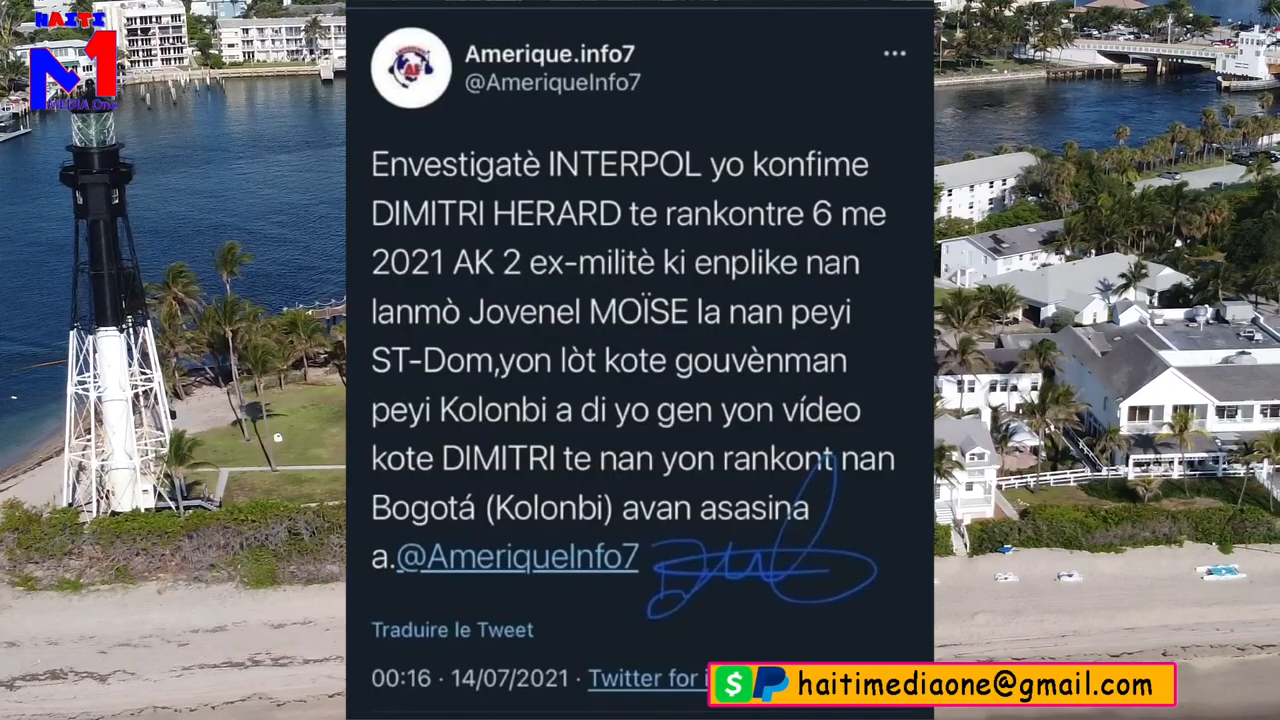 HAITI
M1
MEDIA One
Amerique.info7
@AmeriqueInfo7
Envestigatè INTERPOL yo konfime
DIMITRI HERARD te rankontre 6 me
2021 AK 2 ex-militè ki enplike nan
lanmò Jovenel MOÏSE la nan peyi
ST-Dom,yon lòt kote gouvènman
peyi Kolonbi a di yo gen yon vídeo
kote DIMITRI te nan yon rankont nan
Bogotá (Kolonbi) avan asasina
a.@AmeriqueInfo7
Traduire le Tweet
00:16 · 14/07/2021 · Twitter for
$ haitimediaone@gmail.com